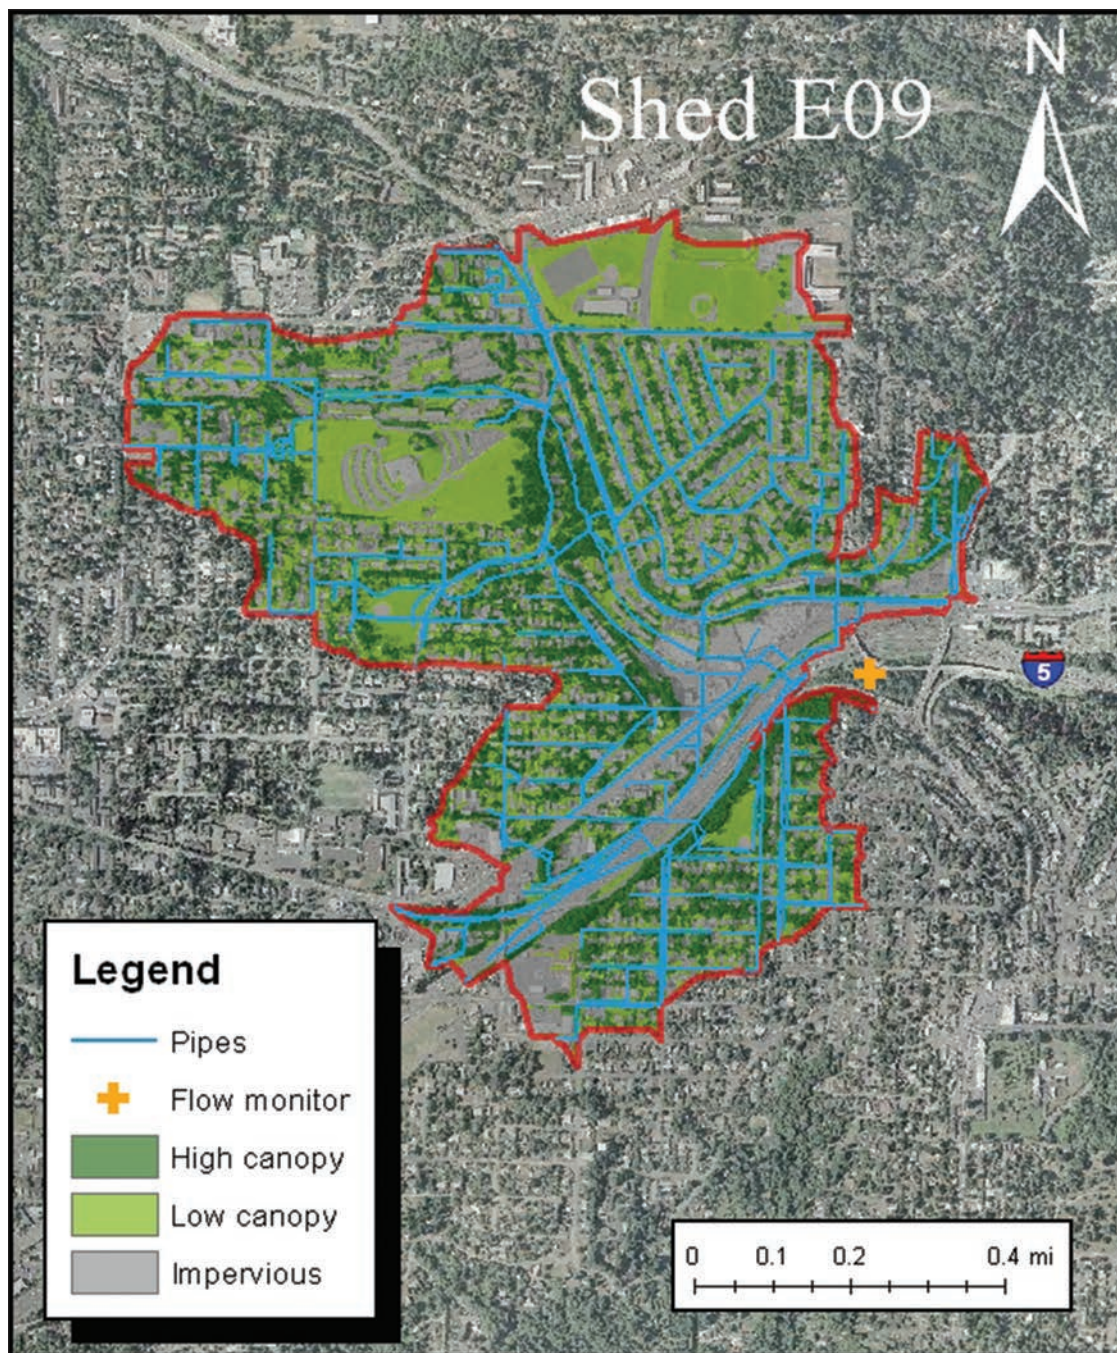 Shed E09
N
5
Legend
Pipes
Flow monitor
High canopy
Low canopy
Impervious
0 0.1 0.2 0.4 mi